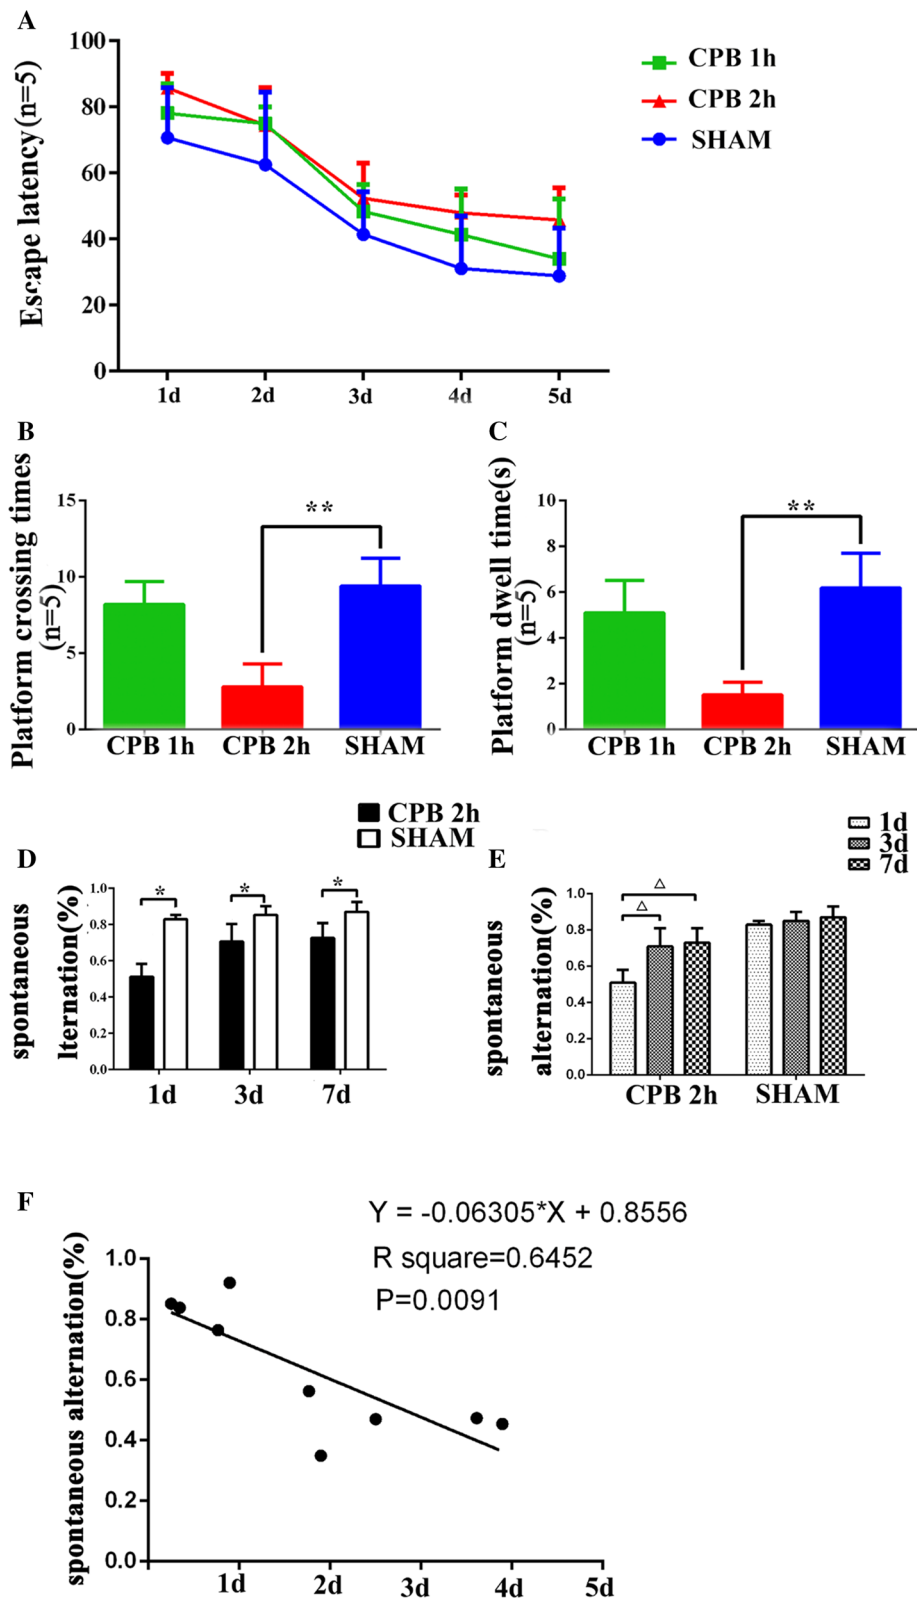 A
Escape latency(n=5)
100
80
60
40
20
0
1d 2d 3d 4d 5d
CPB 1h
CPB 2h
SHAM
B
Platform crossing times
(n=5)
15
10
5
0
**
CPB 1h CPB 2h SHAM
C
Platform dwell time(s)
(n=5)
10
8
6
4
2
0
**
CPB 1h CPB 2h SHAM
CPB 2h
SHAM
D
spontaneous
lternation(%)
1.0
0.8
0.6
0.4
0.2
0.0
* * *
1d 3d 7d
1d
3d
7d
E
spontaneous
alternation(%)
1.0
0.8
0.6
0.4
0.2
0.0
△
△
CPB 2h SHAM
F
Y = -0.06305*X + 0.8556
R square=0.6452
P=0.0091
spontaneous alternation(%)
1.0
0.8
0.6
0.4
0.2
0.0
1d 2d 3d 4d 5d